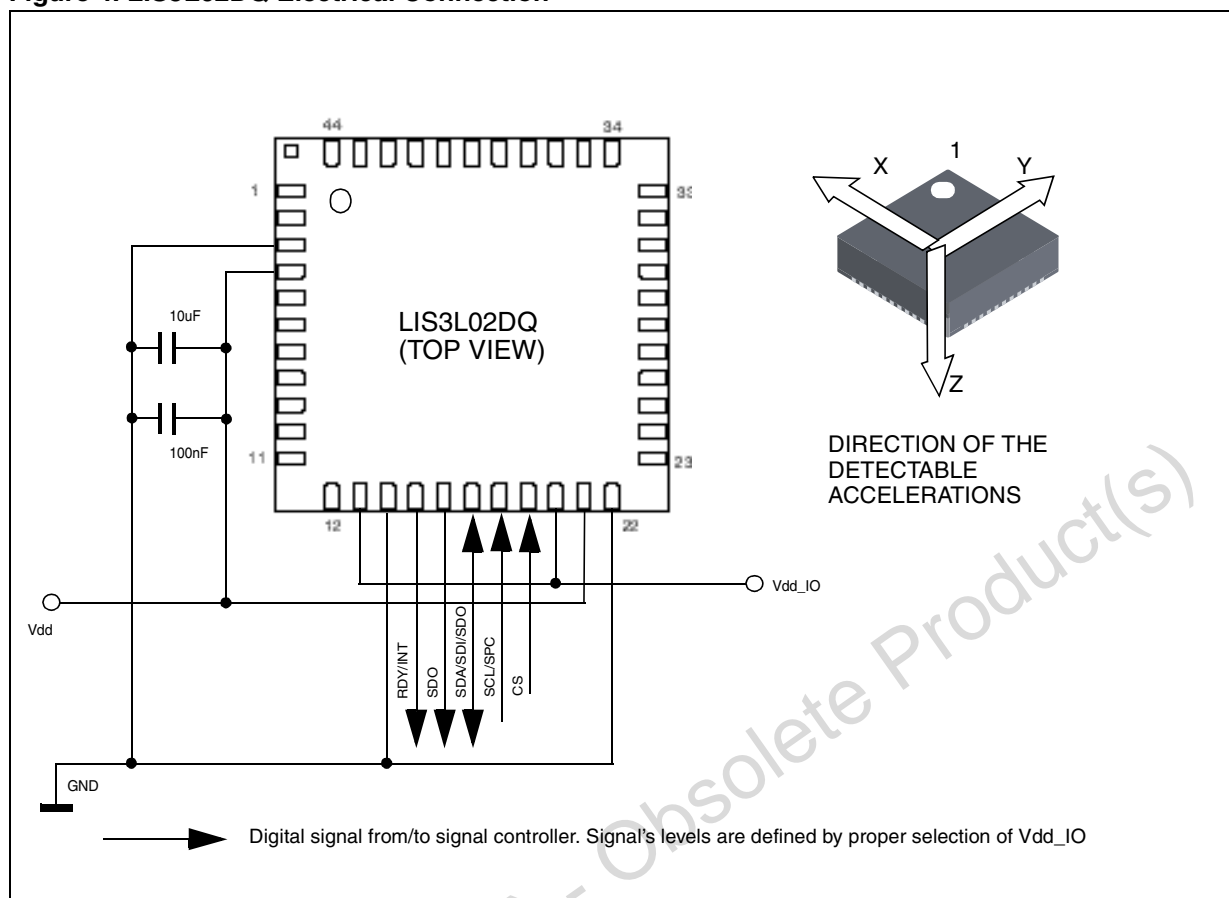 44
34
1
33
10uF
100nF
LIS3L02DQ
(TOP VIEW)
11
23
12
22
X
1
Y
Z
DIRECTION OF THE
DETECTABLE
ACCELERATIONS
Vdd_IO
Vdd
RDY/INT
SDO
SDA/SDI/SDO
SCL/SPC
CS
GND
Digital signal from/to signal controller. Signal's levels are defined by proper selection of Vdd_IO
- Obsolete Product(s)